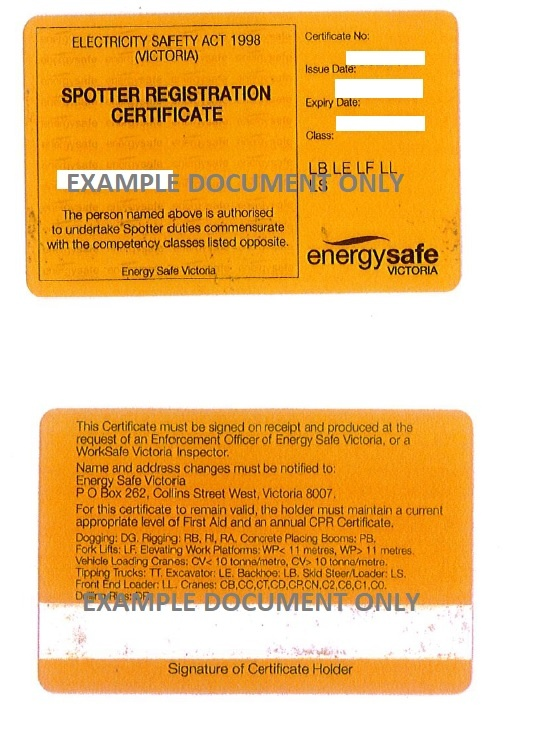 ELECTRICITY SAFETY ACT 1998
(VICTORIA)
SPOTTER REGISTRATION
CERTIFICATE
EXAMPLE DOCUMENT ONLY
The person named above is authorised
to undertake Spotter duties commensurate
with the competency classes listed opposite.
Energy Safe Victoria
Certificate No:
Issue Date:
Expiry Date:
Class:
LB LE LF LL
LS
energysafe
VICTORIA
This Certificate must be signed on receipt and produced at the
request of an Enforcement Officer of Energy Safe Victoria, or a
WorkSafe Victoria Inspector.
Name and address changes must be notified to:
Energy Safe Victoria
P O Box 262, Collins Street West, Victoria 8007.
For this certificate to remain valid, the holder must maintain a current
appropriate level of First Aid and an annual CPR Certificate.
Dogging: DG. Rigging: RB, RI, RA. Concrete Placing Booms: PB.
Fork Lifts: LF. Elevating Work Platforms: WP< 11 metres, WP> 11 metres.
Vehicle Loading Cranes: CV< 10 tonne/metre, CV> 10 tonne/metre.
Tipping Trucks: TT. Excavator: LE. Backhoe: LB. Skid Steer/Loader: LS.
Front End Loader: LL. Cranes: CB,CO,CT,CD,CP,CN,C2,C6,C1,C0.
Drilling Rigs: DR.
EXAMPLE DOCUMENT ONLY
Signature of Certificate Holder